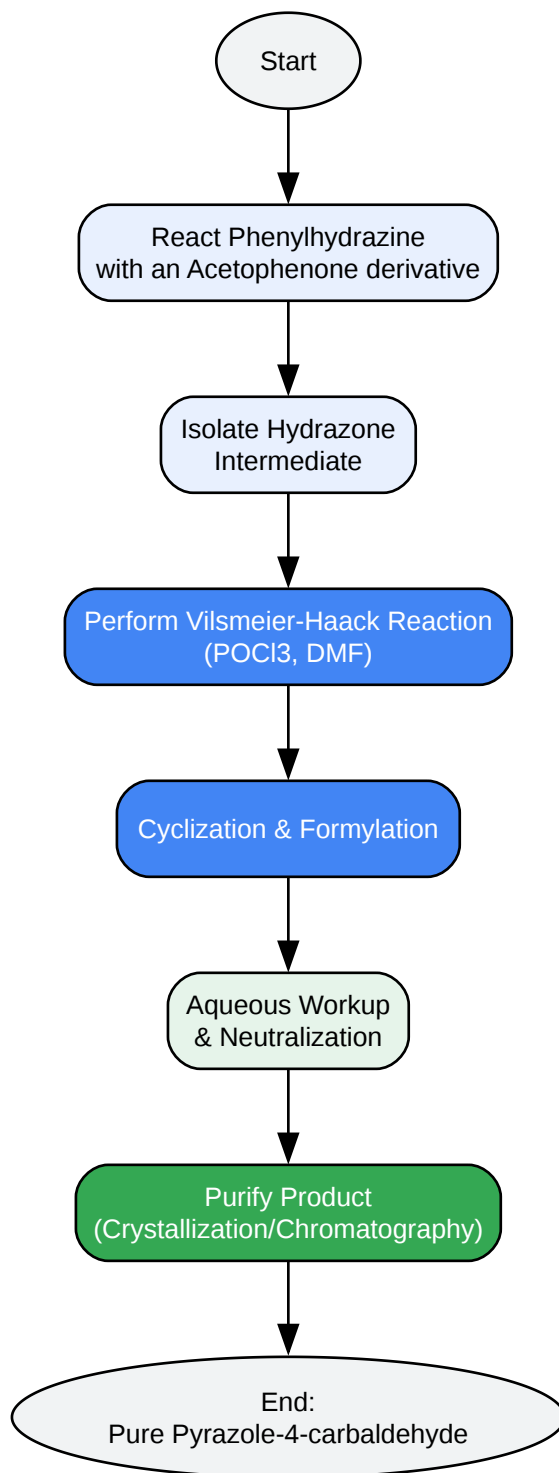 Start
React Phenylhydrazine
with an Acetophenone derivative
Isolate Hydrazone
Intermediate
Perform Vilsmeier-Haack Reaction
(POCl3, DMF)
Cyclization & Formylation
Aqueous Workup
& Neutralization
Purify Product
(Crystallization/Chromatography)
End:
Pure Pyrazole-4-carbaldehyde